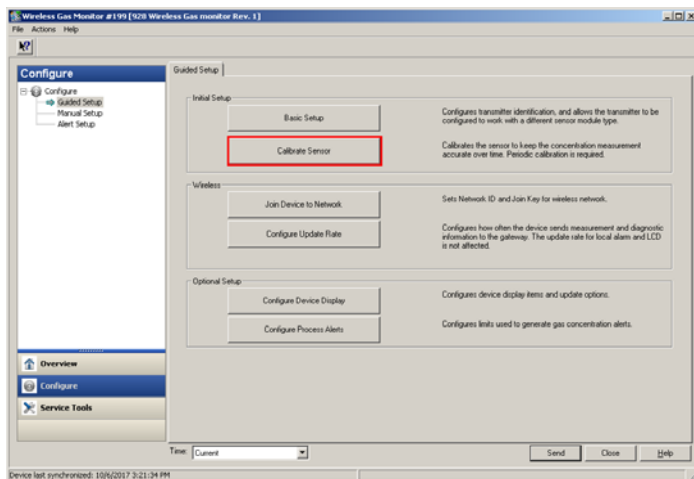 Wireless Gas Monitor #199 [928 Wireless Gas monitor Rev. 1]
File Actions Help
Configure
Configure
Guided Setup
Manual Setup
Alert Setup
Overview
Configure
Service Tools
Guided Setup
Initial Setup
Basic Setup
Configures transmitter identification, and allows the transmitter to be
configured to work with a different sensor module type.
Calibrate Sensor
Calibrates the sensor to keep the concentration measurement
accurate over time. Periodic calibration is required.
Wireless
Join Device to Network
Sets Network ID and Join Key for wireless network.
Configure Update Rate
Configures how often the device sends measurement and diagnostic
information to the gateway. The update rate for local alarm and LCD
is not affected.
Optional Setup
Configure Device Display
Configures device display items and update options.
Configure Process Alerts
Configures limits used to generate gas concentration alerts.
Time: Current
Send Close Help
Device last synchronized: 10/6/2017 3:21:34 PM